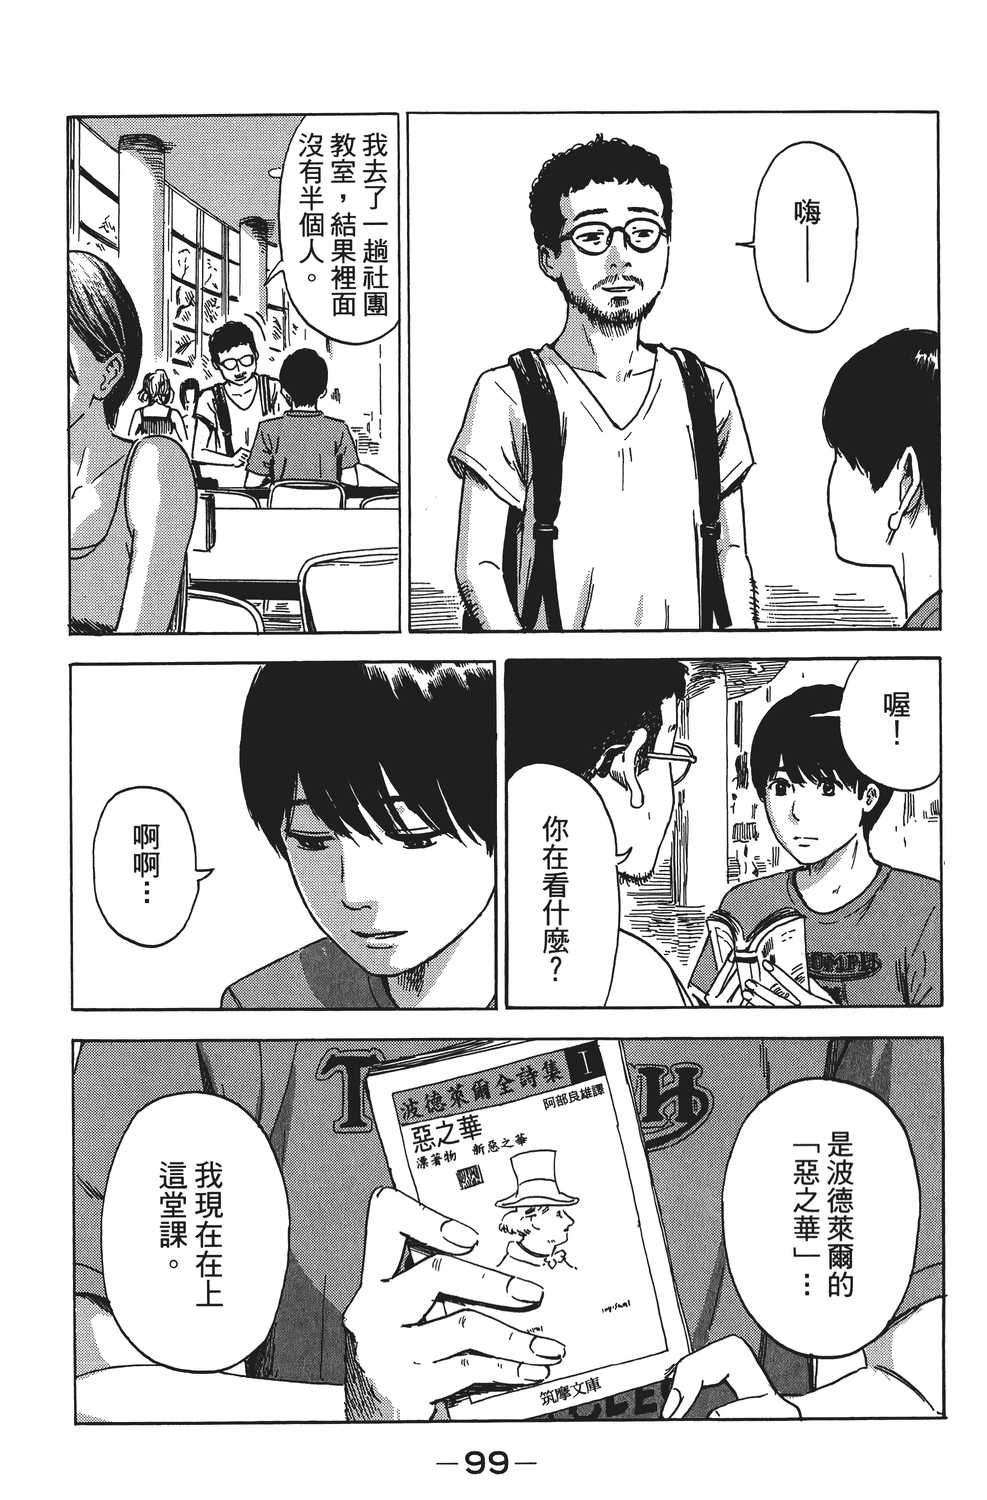 嗨──
我去了一趟社團
教室，結果裡面
沒有半個人。
喔！
你在看什麼？
啊啊…
是波德萊爾的
「惡之華」…
波德萊爾全詩集 I
阿部良雄譯
惡之華
漂著物 新惡之華
筑摩文庫
我現在在上
這堂課。
—99—